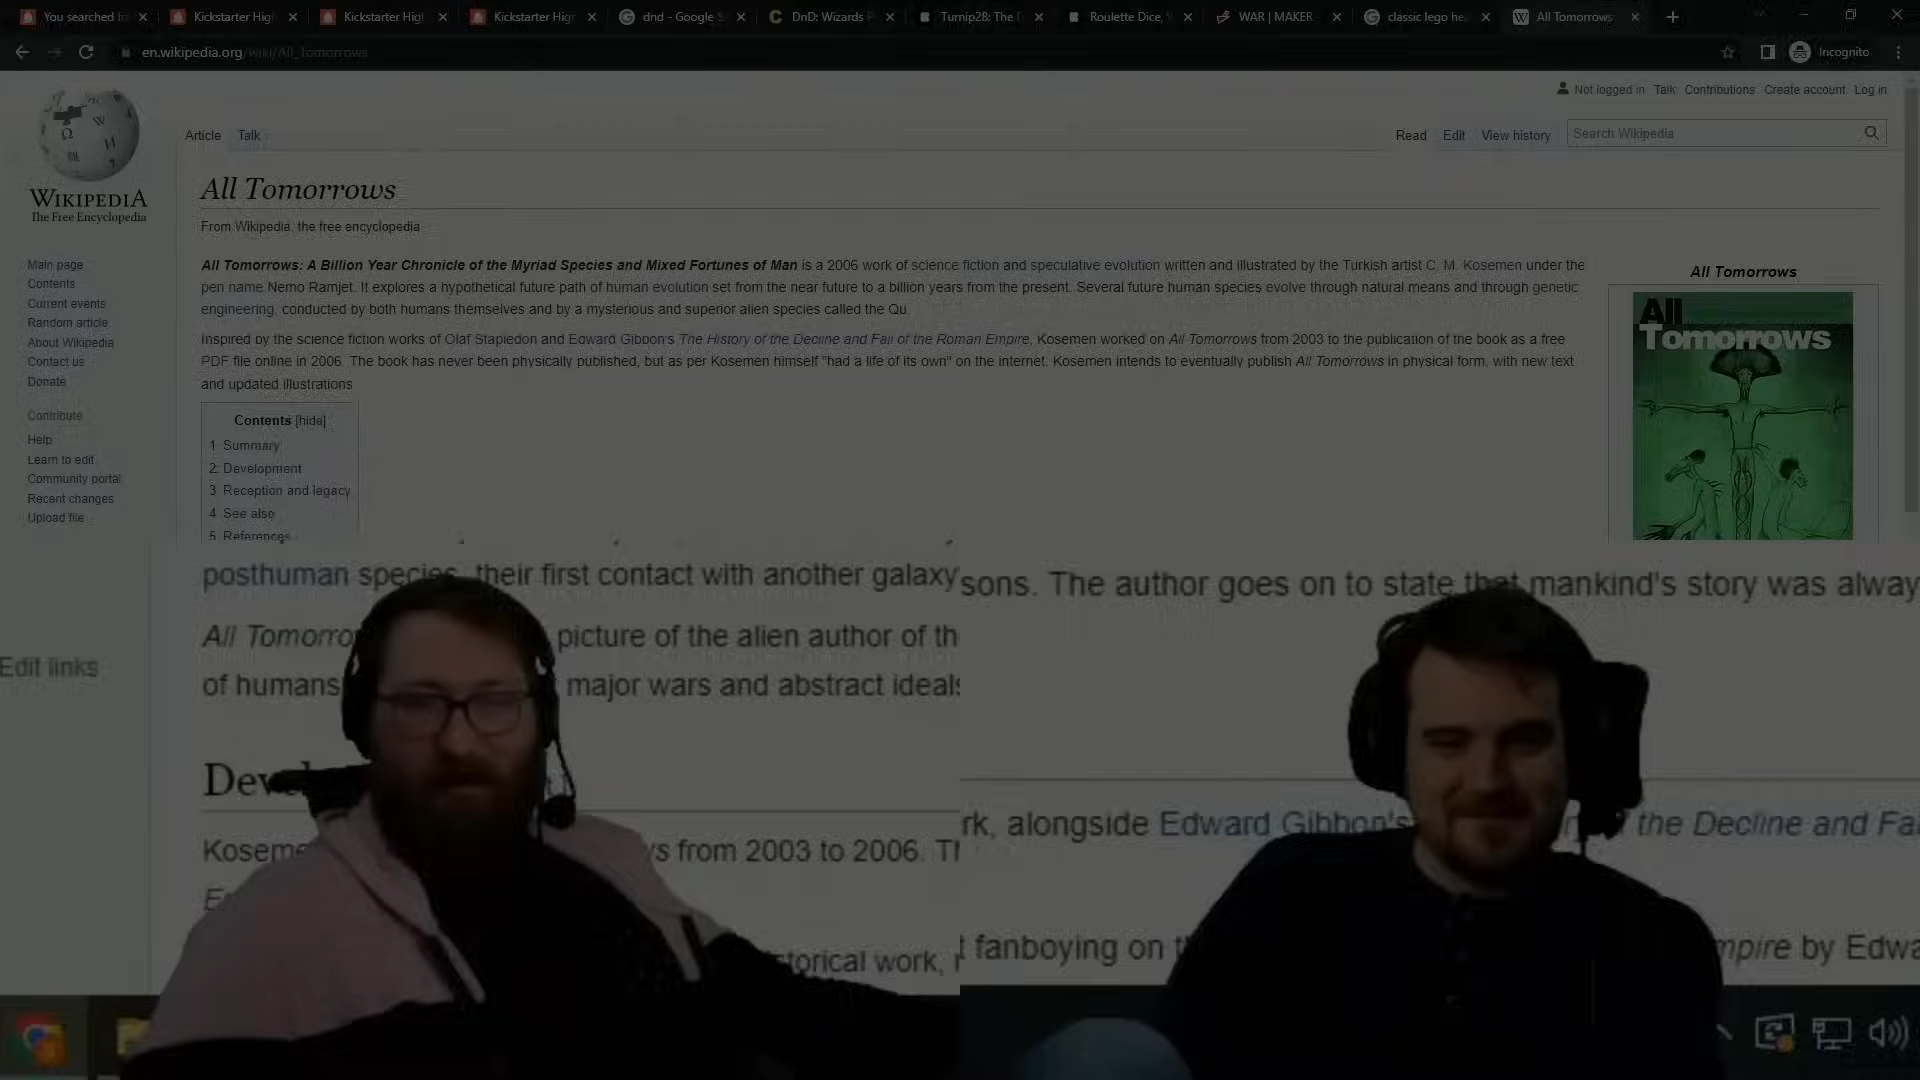 You searched
Kickstarter Hig
Kickstarter Hig
Kickstarter Hig
dnd - Google
DnD: Wizards
Turnip28: The
Roulette Dice,
WAR | MAKER
classic lego he
All Tomorrows
en.wikipedia.org/wiki/All_Tomorrows
Incognito
Not logged in Talk Contributions Create account Log in
Article Talk
Read Edit View history Search Wikipedia
WIKIPEDIA
The Free Encyclopedia
All Tomorrows
From Wikipedia, the free encyclopedia
Main page
Contents
Current events
Random article
About Wikipedia
Contact us
Donate
Contribute
Help
Learn to edit
Community portal
Recent changes
Upload file
All Tomorrows: A Billion Year Chronicle of the Myriad Species and Mixed Fortunes of Man is a 2006 work of science fiction and speculative evolution written and illustrated by the Turkish artist C. M. Kosemen under the
pen name Nemo Ramjet. It explores a hypothetical future path of human evolution set from the near future to a billion years from the present. Several future human species evolve through natural means and through genetic
engineering, conducted by both humans themselves and by a mysterious and superior alien species called the Qu.
Inspired by the science fiction works of Olaf Stapledon and Edward Gibbon's The History of the Decline and Fall of the Roman Empire, Kosemen worked on All Tomorrows from 2003 to the publication of the book as a free
PDF file online in 2006. The book has never been physically published, but as per Kosemen himself "had a life of its own" on the internet. Kosemen intends to eventually publish All Tomorrows in physical form, with new text
and updated illustrations
Contents [hide]
1 Summary
2 Development
3 Reception and legacy
4 See also
5 References
All Tomorrows
All
Tomorrows
posthuman species, their first contact with another galaxy
All Tomorro picture of the alien author of th
Edit links
of humans major wars and abstract ideals
Deve
Koseme ws from 2003 to 2006. Th
storical work,
sons. The author goes on to state that mankind's story was alway
rk, alongside Edward Gibbon's the Decline and Fa
fanboying on t mpire by Edwa